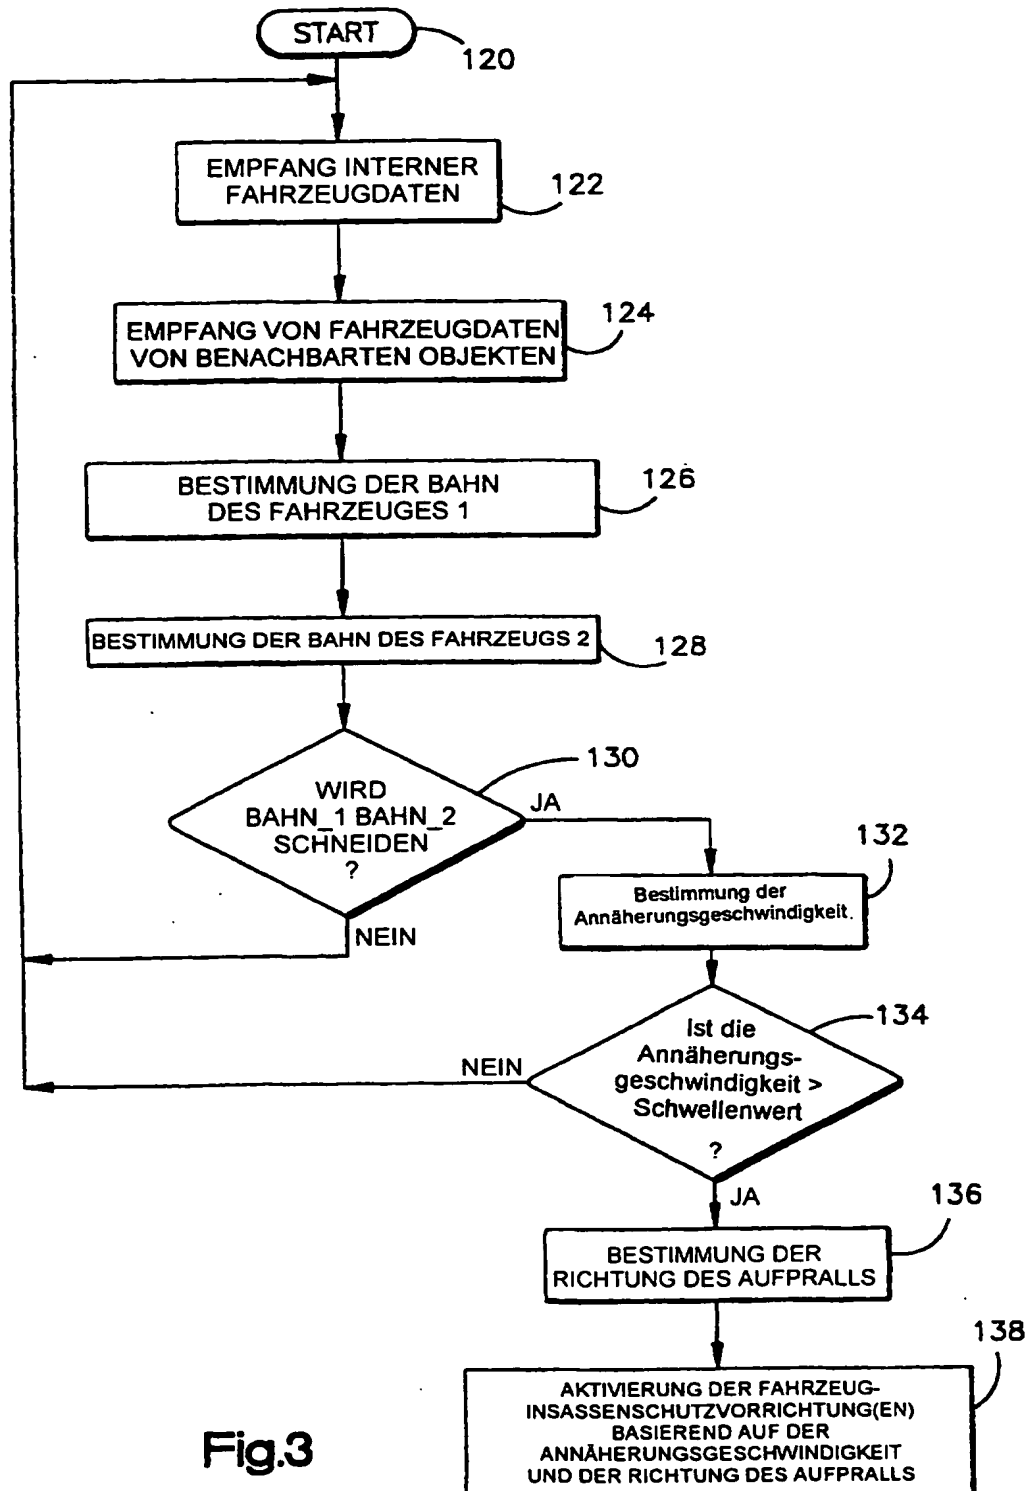 START
120
EMPFANG INTERNER
FAHRZEUGDATEN
122
EMPFANG VON FAHRZEUGDATEN
VON BENACHBARTEN OBJEKTEN
124
BESTIMMUNG DER BAHN
DES FAHRZEUGES 1
126
BESTIMMUNG DER BAHN DES FAHRZEUGS 2
128
WIRD
BAHN_1 BAHN_2
SCHNEIDEN
?
130
JA
NEIN
Bestimmung der
Annäherungsgeschwindigkeit.
132
Ist die
Annäherungs-
geschwindigkeit >
Schwellenwert
?
134
NEIN
JA
BESTIMMUNG DER
RICHTUNG DES AUFPRALLS
136
AKTIVIERUNG DER FAHRZEUG-
INSASSENSCHUTZVORRICHTUNG(EN)
BASIEREND AUF DER
ANNÄHERUNGSGESCHWINDIGKEIT
UND DER RICHTUNG DES AUFPRALLS
138
Fig.3